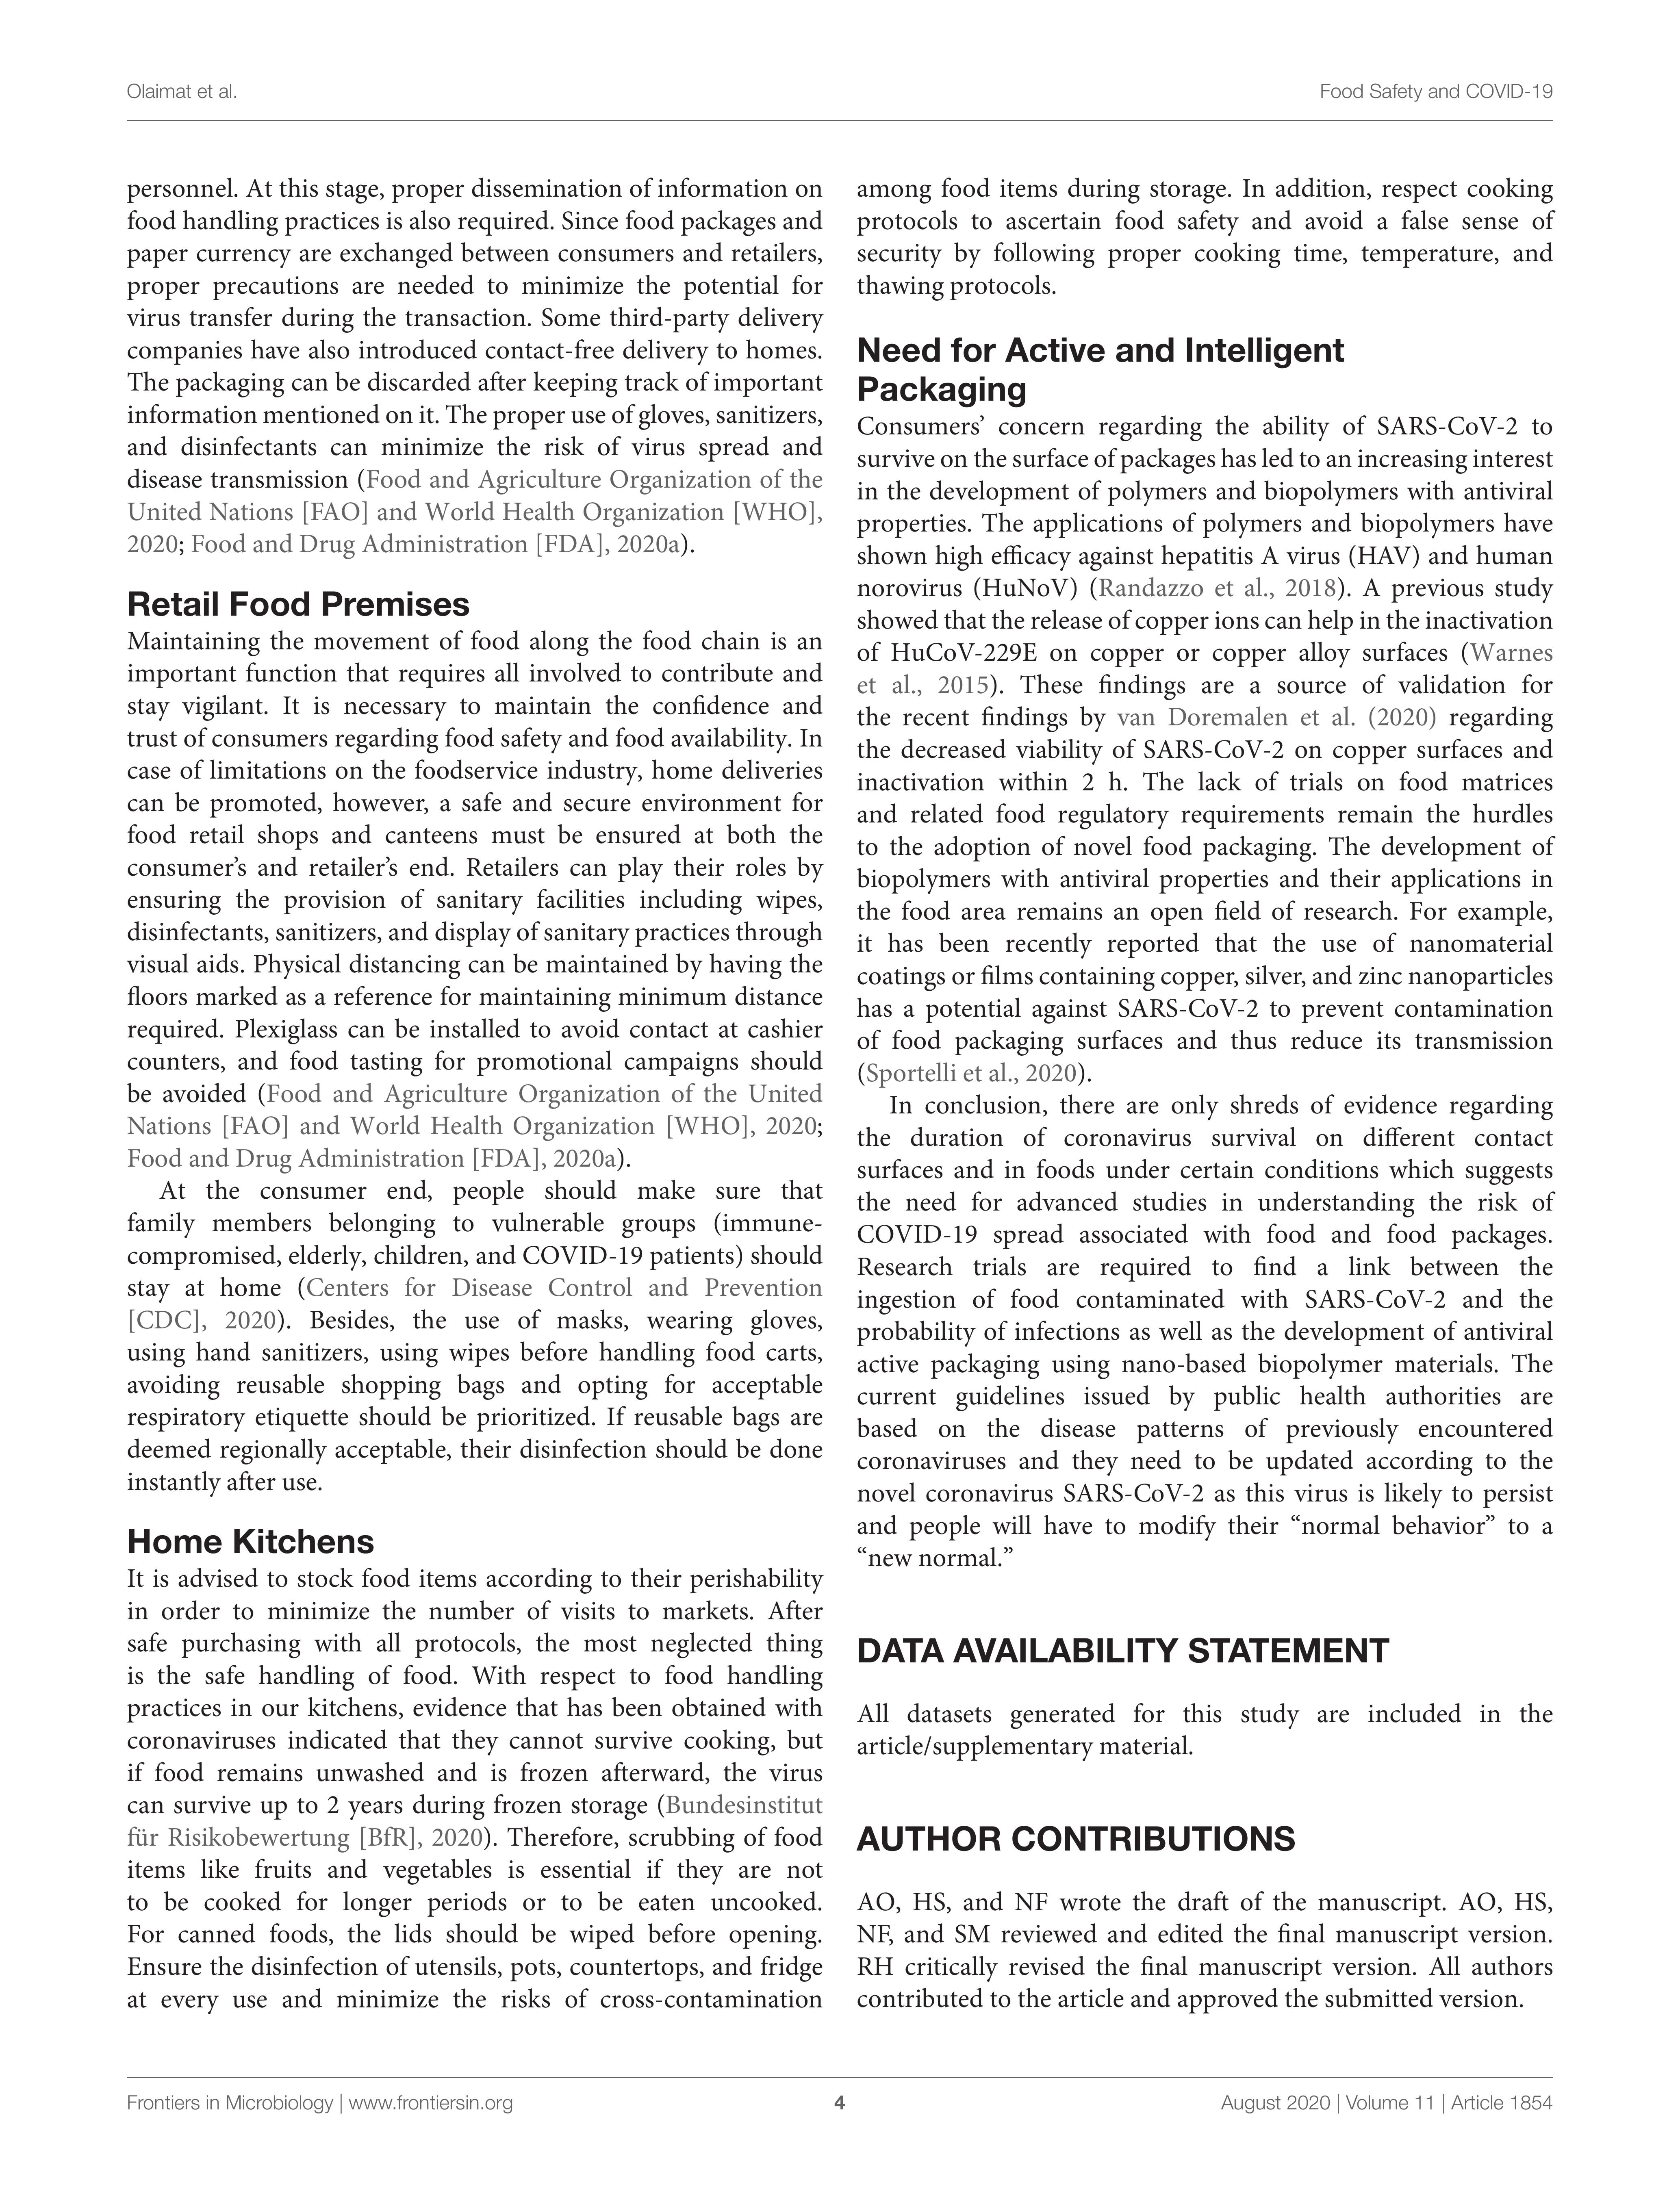 Olaimat et al.
Food Safety and COVID-19
personnel. At this stage, proper dissemination of information on
food handling practices is also required. Since food packages and
paper currency are exchanged between consumers and retailers,
proper precautions are needed to minimize the potential for
virus transfer during the transaction. Some third-party delivery
companies have also introduced contact-free delivery to homes.
The packaging can be discarded after keeping track of important
information mentioned on it. The proper use of gloves, sanitizers,
and disinfectants can minimize the risk of virus spread and
disease transmission (Food and Agriculture Organization of the
United Nations [FAO] and World Health Organization [WHO],
2020; Food and Drug Administration [FDA], 2020a).
Retail Food Premises
Maintaining the movement of food along the food chain is an
important function that requires all involved to contribute and
stay vigilant. It is necessary to maintain the confidence and
trust of consumers regarding food safety and food availability. In
case of limitations on the foodservice industry, home deliveries
can be promoted, however, a safe and secure environment for
food retail shops and canteens must be ensured at both the
consumer’s and retailer’s end. Retailers can play their roles by
ensuring the provision of sanitary facilities including wipes,
disinfectants, sanitizers, and display of sanitary practices through
visual aids. Physical distancing can be maintained by having the
floors marked as a reference for maintaining minimum distance
required. Plexiglass can be installed to avoid contact at cashier
counters, and food tasting for promotional campaigns should
be avoided (Food and Agriculture Organization of the United
Nations [FAO] and World Health Organization [WHO], 2020;
Food and Drug Administration [FDA], 2020a).
At the consumer end, people should make sure that
family members belonging to vulnerable groups (immune-
compromised, elderly, children, and COVID-19 patients) should
stay at home (Centers for Disease Control and Prevention
[CDC], 2020). Besides, the use of masks, wearing gloves,
using hand sanitizers, using wipes before handling food carts,
avoiding reusable shopping bags and opting for acceptable
respiratory etiquette should be prioritized. If reusable bags are
deemed regionally acceptable, their disinfection should be done
instantly after use.
Home Kitchens
It is advised to stock food items according to their perishability
in order to minimize the number of visits to markets. After
safe purchasing with all protocols, the most neglected thing
is the safe handling of food. With respect to food handling
practices in our kitchens, evidence that has been obtained with
coronaviruses indicated that they cannot survive cooking, but
if food remains unwashed and is frozen afterward, the virus
can survive up to 2 years during frozen storage (Bundesinstitut
für Risikobewertung [BfR], 2020). Therefore, scrubbing of food
items like fruits and vegetables is essential if they are not
to be cooked for longer periods or to be eaten uncooked.
For canned foods, the lids should be wiped before opening.
Ensure the disinfection of utensils, pots, countertops, and fridge
at every use and minimize the risks of cross-contamination
among food items during storage. In addition, respect cooking
protocols to ascertain food safety and avoid a false sense of
security by following proper cooking time, temperature, and
thawing protocols.
Need for Active and Intelligent
Packaging
Consumers’ concern regarding the ability of SARS-CoV-2 to
survive on the surface of packages has led to an increasing interest
in the development of polymers and biopolymers with antiviral
properties. The applications of polymers and biopolymers have
shown high efficacy against hepatitis A virus (HAV) and human
norovirus (HuNoV) (Randazzo et al., 2018). A previous study
showed that the release of copper ions can help in the inactivation
of HuCoV-229E on copper or copper alloy surfaces (Warnes
et al., 2015). These findings are a source of validation for
the recent findings by van Doremalen et al. (2020) regarding
the decreased viability of SARS-CoV-2 on copper surfaces and
inactivation within 2 h. The lack of trials on food matrices
and related food regulatory requirements remain the hurdles
to the adoption of novel food packaging. The development of
biopolymers with antiviral properties and their applications in
the food area remains an open field of research. For example,
it has been recently reported that the use of nanomaterial
coatings or films containing copper, silver, and zinc nanoparticles
has a potential against SARS-CoV-2 to prevent contamination
of food packaging surfaces and thus reduce its transmission
(Sportelli et al., 2020).
In conclusion, there are only shreds of evidence regarding
the duration of coronavirus survival on different contact
surfaces and in foods under certain conditions which suggests
the need for advanced studies in understanding the risk of
COVID-19 spread associated with food and food packages.
Research trials are required to find a link between the
ingestion of food contaminated with SARS-CoV-2 and the
probability of infections as well as the development of antiviral
active packaging using nano-based biopolymer materials. The
current guidelines issued by public health authorities are
based on the disease patterns of previously encountered
coronaviruses and they need to be updated according to the
novel coronavirus SARS-CoV-2 as this virus is likely to persist
and people will have to modify their “normal behavior” to a
“new normal.”
DATA AVAILABILITY STATEMENT
All datasets generated for this study are included in the
article/supplementary material.
AUTHOR CONTRIBUTIONS
AO, HS, and NF wrote the draft of the manuscript. AO, HS,
NF, and SM reviewed and edited the final manuscript version.
RH critically revised the final manuscript version. All authors
contributed to the article and approved the submitted version.
Frontiers in Microbiology | www.frontiersin.org
4
August 2020 | Volume 11 | Article 1854